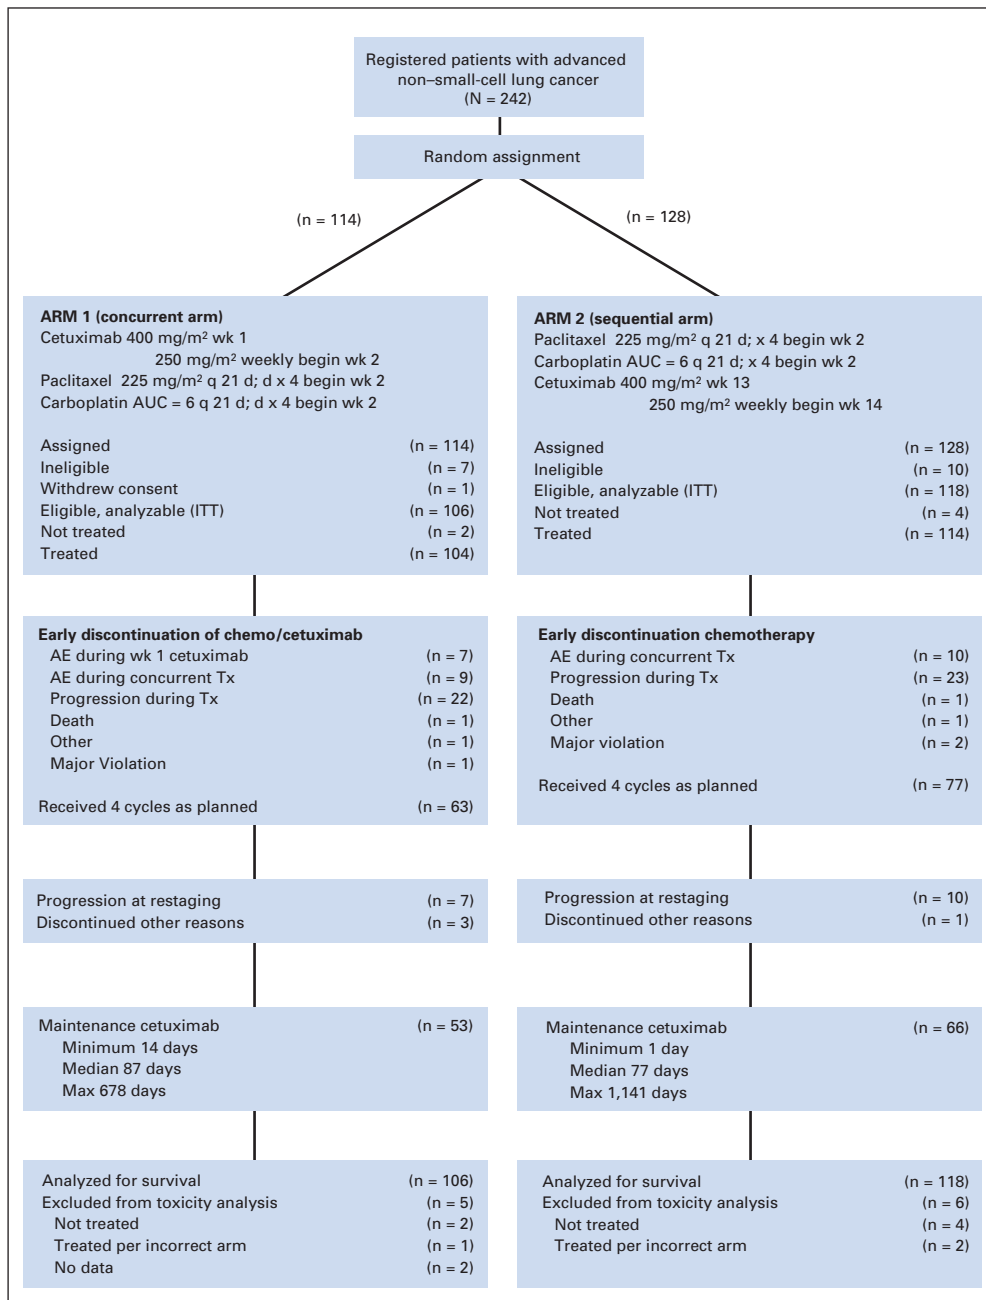 Registered patients with advanced
non–small-cell lung cancer
(N = 242)
Random assignment
(n = 114)
(n = 128)
ARM 1 (concurrent arm)
Cetuximab 400 mg/m² wk 1
250 mg/m² weekly begin wk 2
Paclitaxel 225 mg/m² q 21 d; d x 4 begin wk 2
Carboplatin AUC = 6 q 21 d; d x 4 begin wk 2
Assigned (n = 114)
Ineligible (n = 7)
Withdrew consent (n = 1)
Eligible, analyzable (ITT) (n = 106)
Not treated (n = 2)
Treated (n = 104)
ARM 2 (sequential arm)
Paclitaxel 225 mg/m² q 21 d; x 4 begin wk 2
Carboplatin AUC = 6 q 21 d; x 4 begin wk 2
Cetuximab 400 mg/m² wk 13
250 mg/m² weekly begin wk 14
Assigned (n = 128)
Ineligible (n = 10)
Eligible, analyzable (ITT) (n = 118)
Not treated (n = 4)
Treated (n = 114)
Early discontinuation of chemo/cetuximab
AE during wk 1 cetuximab (n = 7)
AE during concurrent Tx (n = 9)
Progression during Tx (n = 22)
Death (n = 1)
Other (n = 1)
Major Violation (n = 1)
Received 4 cycles as planned (n = 63)
Early discontinuation chemotherapy
AE during concurrent Tx (n = 10)
Progression during Tx (n = 23)
Death (n = 1)
Other (n = 1)
Major violation (n = 2)
Received 4 cycles as planned (n = 77)
Progression at restaging (n = 7)
Discontinued other reasons (n = 3)
Progression at restaging (n = 10)
Discontinued other reasons (n = 1)
Maintenance cetuximab (n = 53)
Minimum 14 days
Median 87 days
Max 678 days
Maintenance cetuximab (n = 66)
Minimum 1 day
Median 77 days
Max 1,141 days
Analyzed for survival (n = 106)
Excluded from toxicity analysis (n = 5)
Not treated (n = 2)
Treated per incorrect arm (n = 1)
No data (n = 2)
Analyzed for survival (n = 118)
Excluded from toxicity analysis (n = 6)
Not treated (n = 4)
Treated per incorrect arm (n = 2)